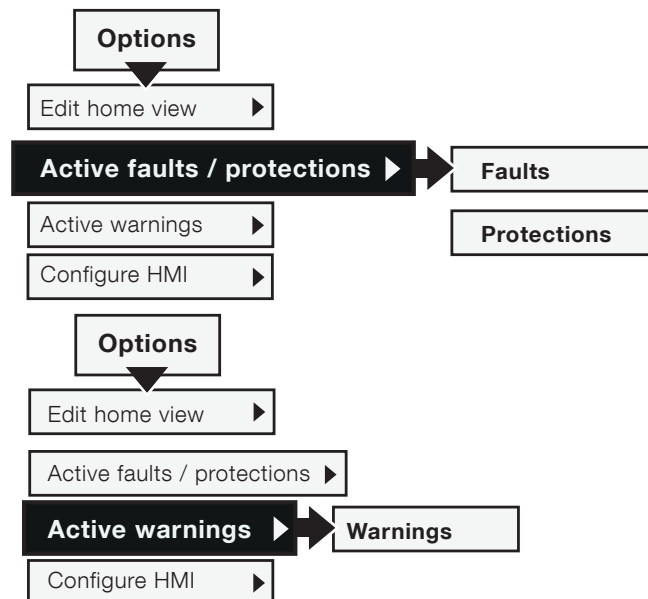 Options
Edit home view
Active faults / protections
Faults
Active warnings
Protections
Configure HMI
Options
Edit home view
Active faults / protections
Active warnings
Warnings
Configure HMI